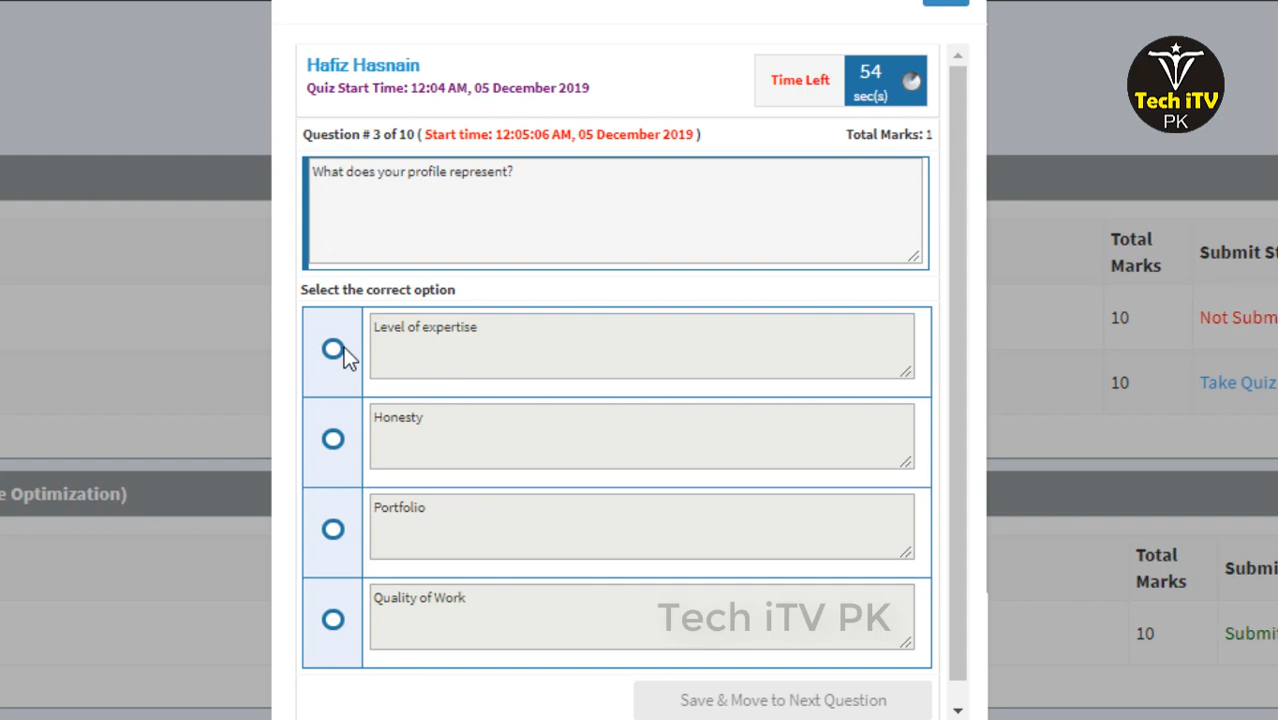 Hafiz Hasnain
Quiz Start Time: 12:04 AM, 05 December 2019
Time Left
54
sec(s)
Tech iTV
PK
Question # 3 of 10 ( Start time: 12:05:06 AM, 05 December 2019 )
Total Marks: 1
What does your profile represent?
Total
Marks
Submit St
Select the correct option
Level of expertise
10
Not Subm
Honesty
10
Take Quiz
e Optimization)
Portfolio
Total
Marks
Submi
Quality of Work
Tech iTV PK
10
Submit
Save & Move to Next Question